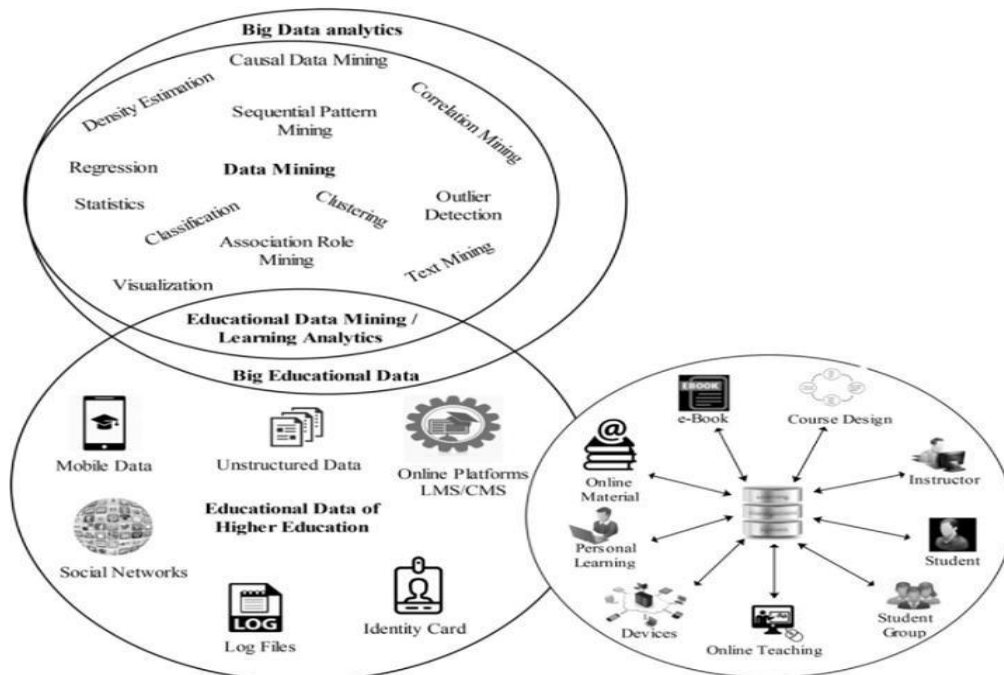 Big Data analytics
Causal Data Mining
Density Estimation
Correlation Mining
Sequential Pattern
Mining
Regression
Data Mining
Statistics
Classification
Clustering
Outlier
Detection
Association Role
Mining
Text Mining
Visualization
Educational Data Mining /
Learning Analytics
Big Educational Data
Mobile Data
Unstructured Data
Online Platforms
LMS/CMS
Educational Data of
Higher Education
Social Networks
LOG
Log Files
Identity Card
EBOOK
e-Book
Course Design
@
Online
Material
Instructor
Personal
Learning
Student
Devices
Online Teaching
Student
Group